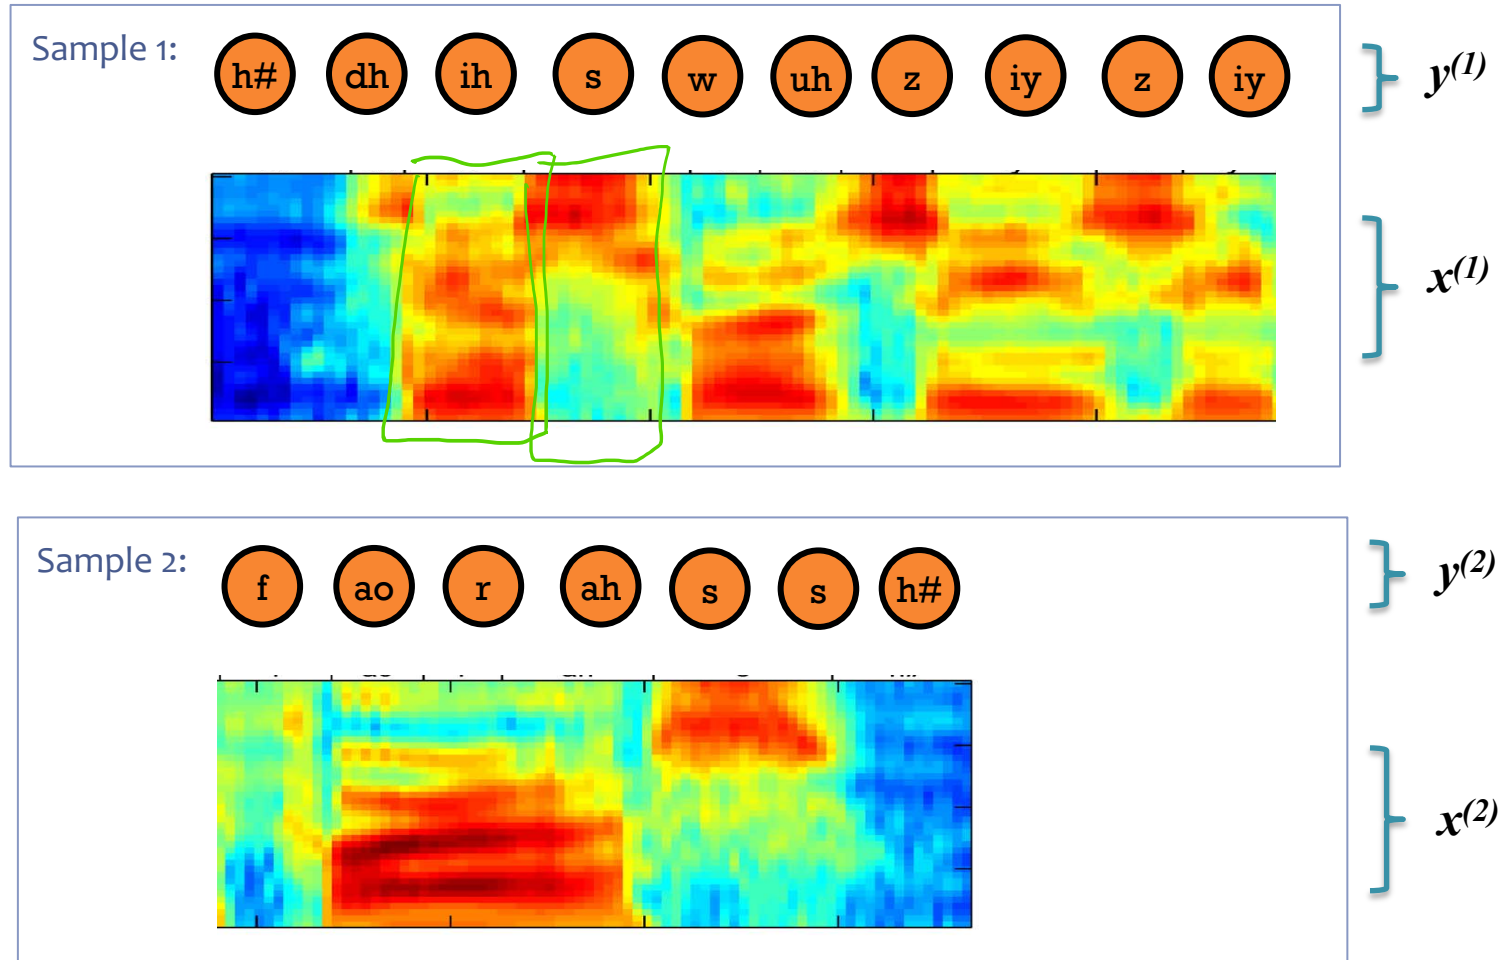 Sample 1:
h# dh ih s w uh z iy z iy
y(1)
x(1)
Sample 2:
f ao r ah s s h#
y(2)
x(2)